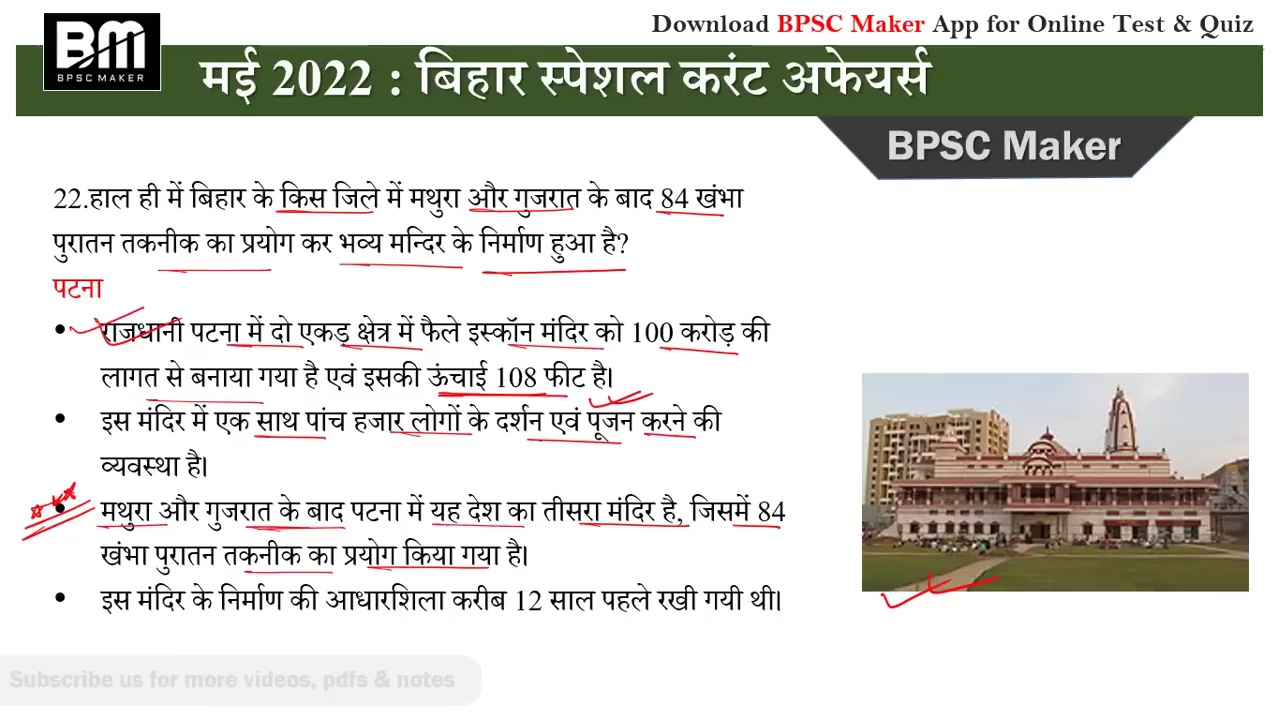 Download BPSC Maker App for Online Test & Quiz
BM
BPSC MAKER
मई 2022 : बिहार स्पेशल करंट अफेयर्स
BPSC Maker
22.हाल ही में बिहार के किस जिले में मथुरा और गुजरात के बाद 84 खंभा
पुरातन तकनीक का प्रयोग कर भव्य मन्दिर के निर्माण हुआ है?
पटना
• राजधानी पटना में दो एकड़ क्षेत्र में फैले इस्कॉन मंदिर को 100 करोड़ की
लागत से बनाया गया है एवं इसकी ऊंचाई 108 फीट है।
• इस मंदिर में एक साथ पांच हजार लोगों के दर्शन एवं पूजन करने की
व्यवस्था है।
• मथुरा और गुजरात के बाद पटना में यह देश का तीसरा मंदिर है, जिसमें 84
खंभा पुरातन तकनीक का प्रयोग किया गया है।
• इस मंदिर के निर्माण की आधारशिला करीब 12 साल पहले रखी गयी थी।
Subscribe us for more videos, pdfs & notes